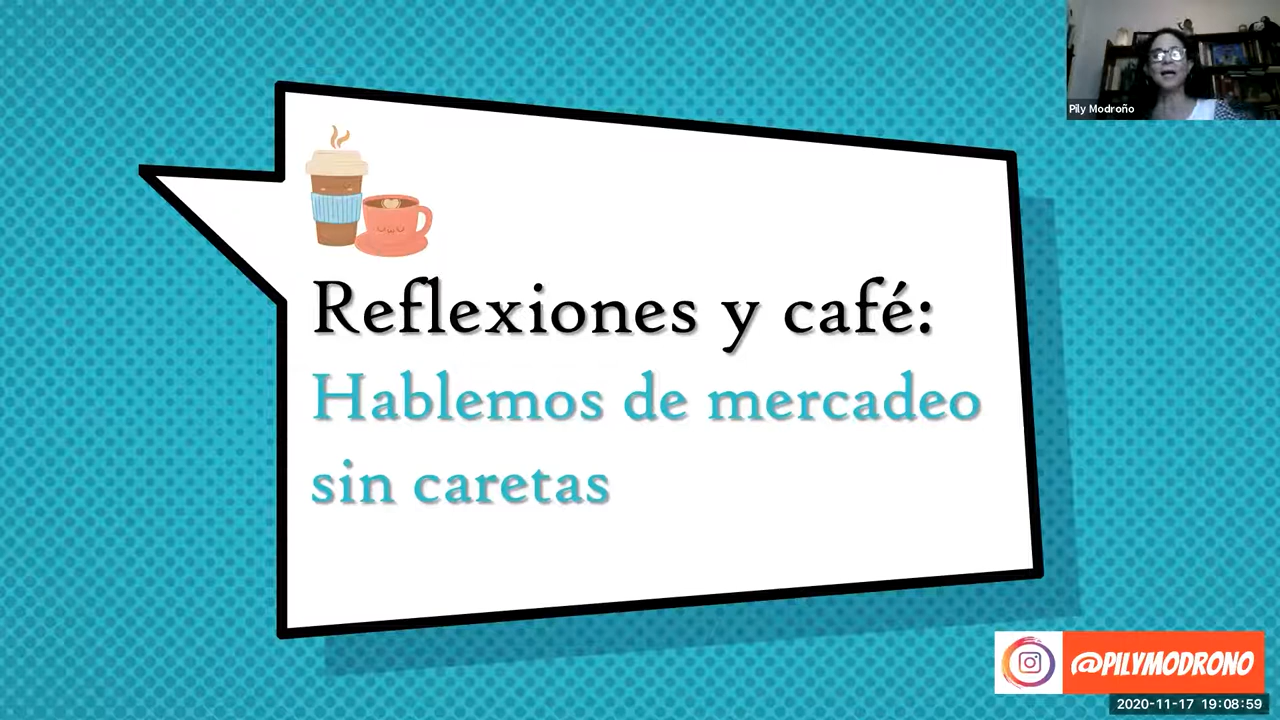 Pily Modroño
Reflexiones y café:
Hablemos de mercadeo
sin caretas
@PILYMODRONO
2020-11-17 19:08:59